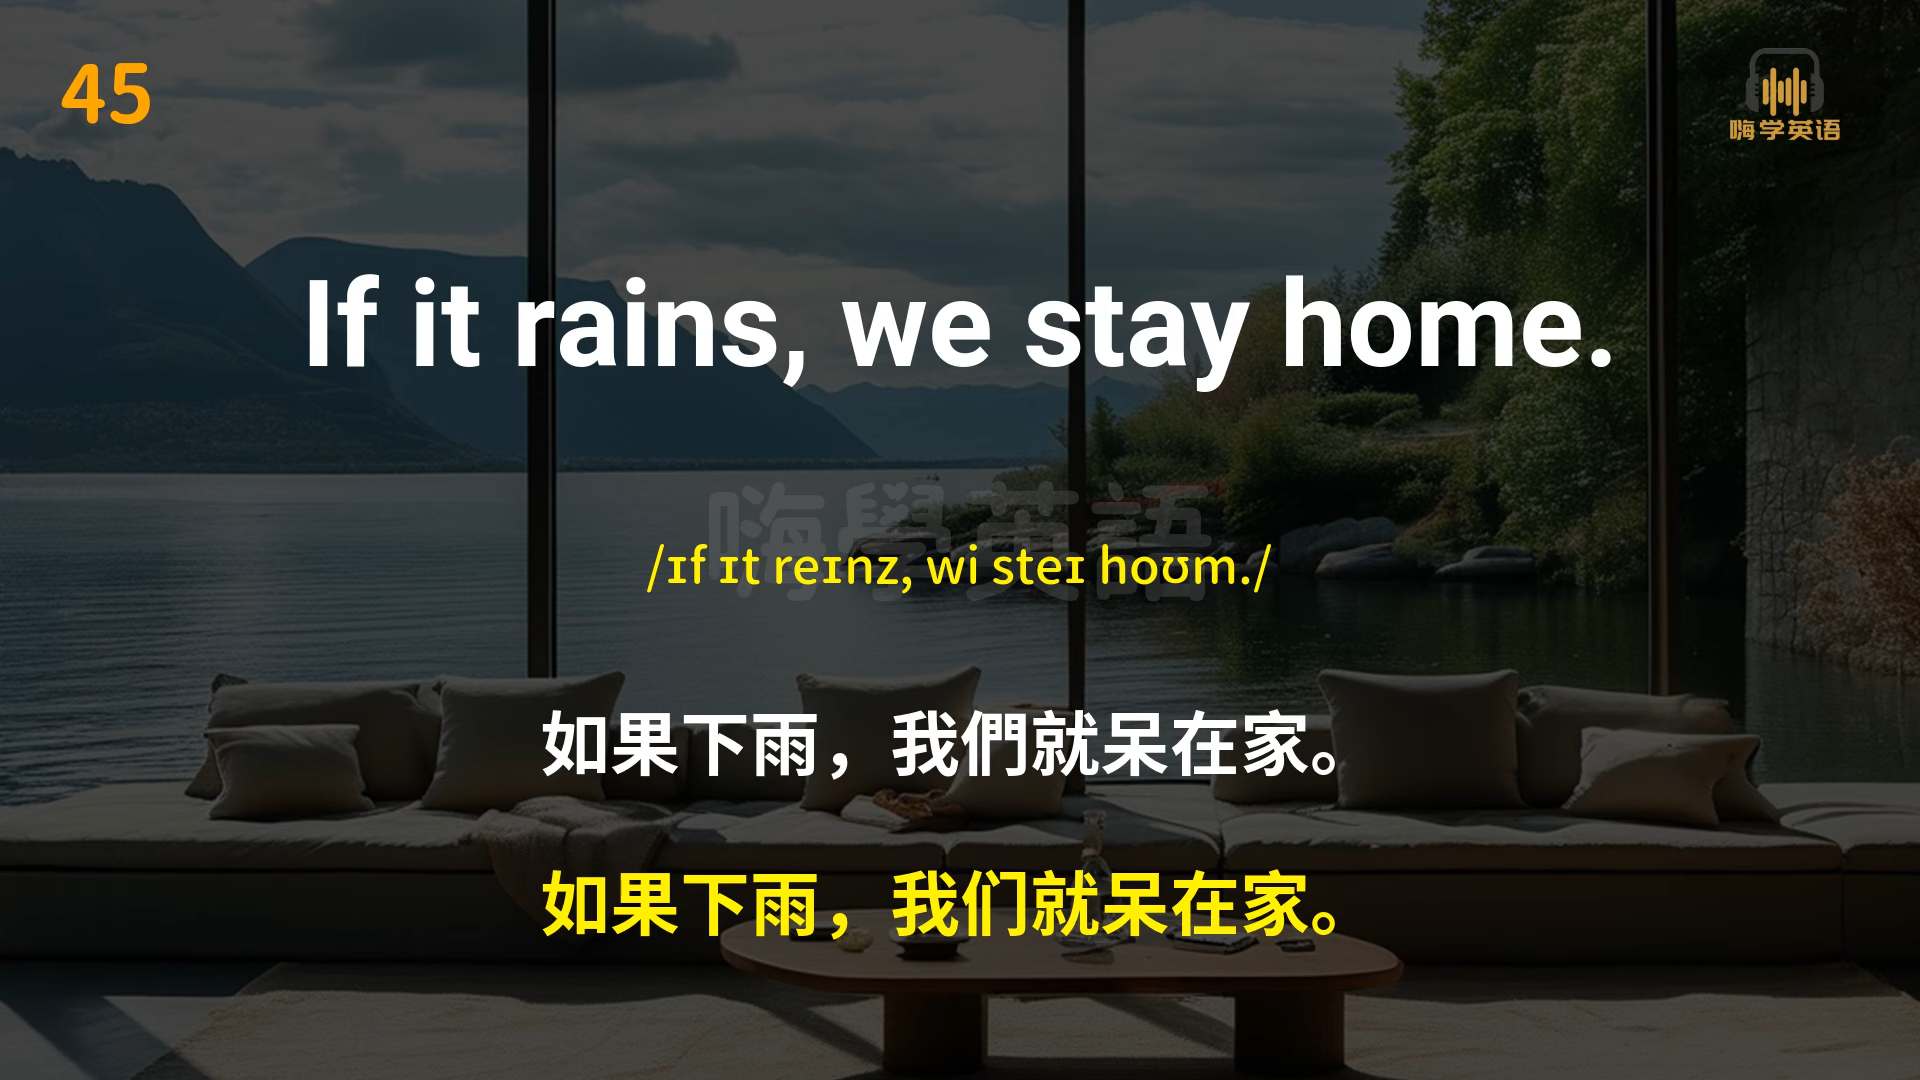 45
嗨学英语
If it rains, we stay home.
嗨學英語
/ɪf ɪt reɪnz, wi steɪ hoʊm./
如果下雨，我們就呆在家。
如果下雨，我们就呆在家。